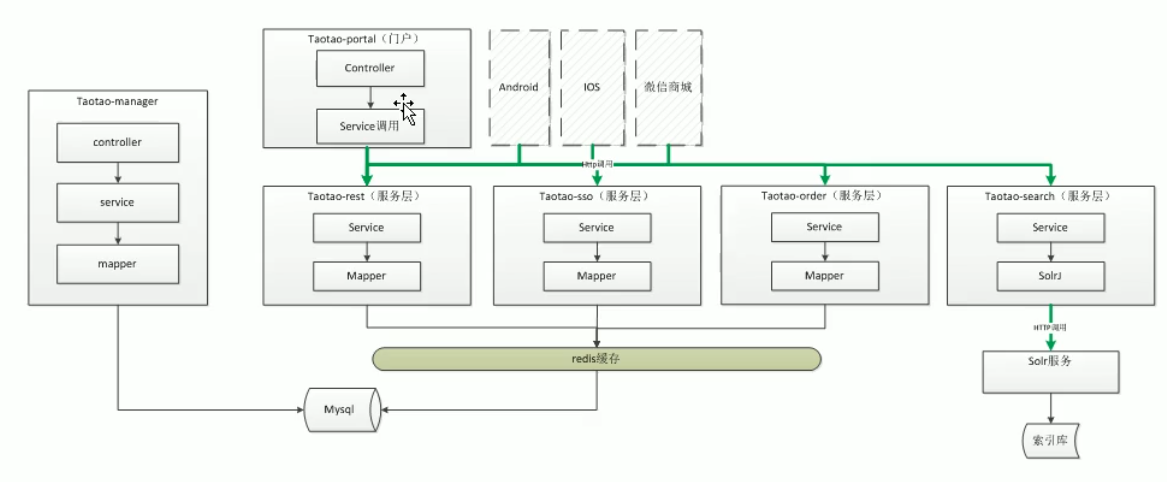 Taotao-portal（门户）
Controller
Service调用
Android
IOS
微信商城
Taotao-manager
controller
service
mapper
Http调用
Taotao-rest（服务层）
Service
Mapper
Taotao-sso（服务层）
Service
Mapper
Taotao-order（服务层）
Service
Mapper
Taotao-search（服务层）
Service
SolrJ
HTTP调用
redis缓存
Solr服务
Mysql
索引库